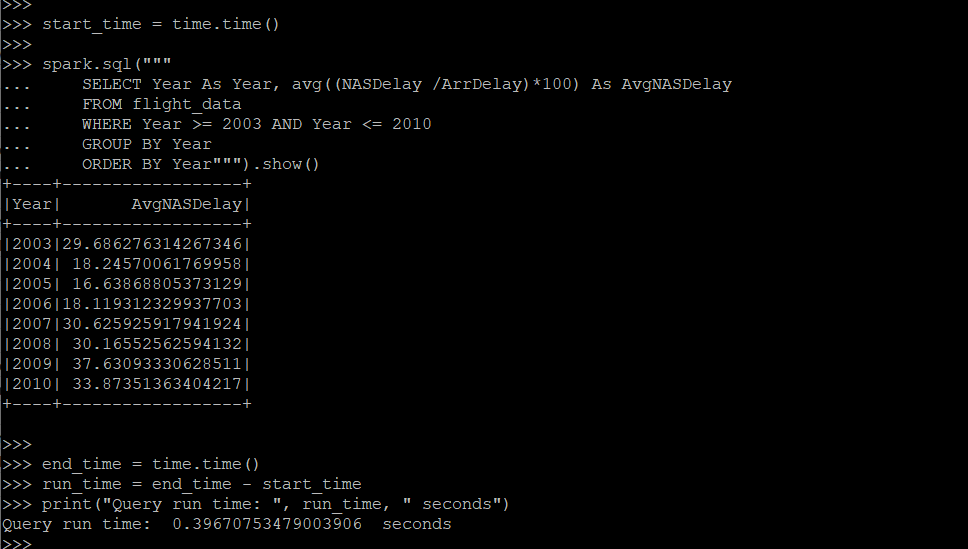 >>>
>>> start_time = time.time()
>>>
>>> spark.sql("""
...     SELECT Year As Year, avg((NASDelay /ArrDelay)*100) As AvgNASDelay
...     FROM flight_data
...     WHERE Year >= 2003 AND Year <= 2010
...     GROUP BY Year
...     ORDER BY Year""").show()
+----+------------------+
|Year|       AvgNASDelay|
+----+------------------+
|2003|29.686276314267346|
|2004| 18.24570061769958|
|2005| 16.63868805373129|
|2006|18.119312329937703|
|2007|30.625925917941924|
|2008| 30.16552562594132|
|2009| 37.63093330628511|
|2010| 33.87351363404217|
+----+------------------+
>>>
>>> end_time = time.time()
>>> run_time = end_time - start_time
>>> print("Query run time: ", run_time, " seconds")
Query run time:  0.39670753479003906  seconds
>>>